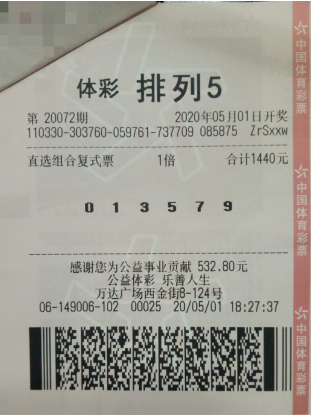 体彩 排列5
第 20072期 2020年05月01日开奖
110330-303760-059761-737709 085875 ZrSxxw
直选组合复式票 1倍 合计1440元
0 1 3 5 7 9
感谢您为公益事业贡献 532.80元
公益体彩 乐善人生
万达广场西金街8-124号
06-149006-102 00025 20/05/01 18:27:37
中国体育彩票
中国体育彩票
中国体育彩票